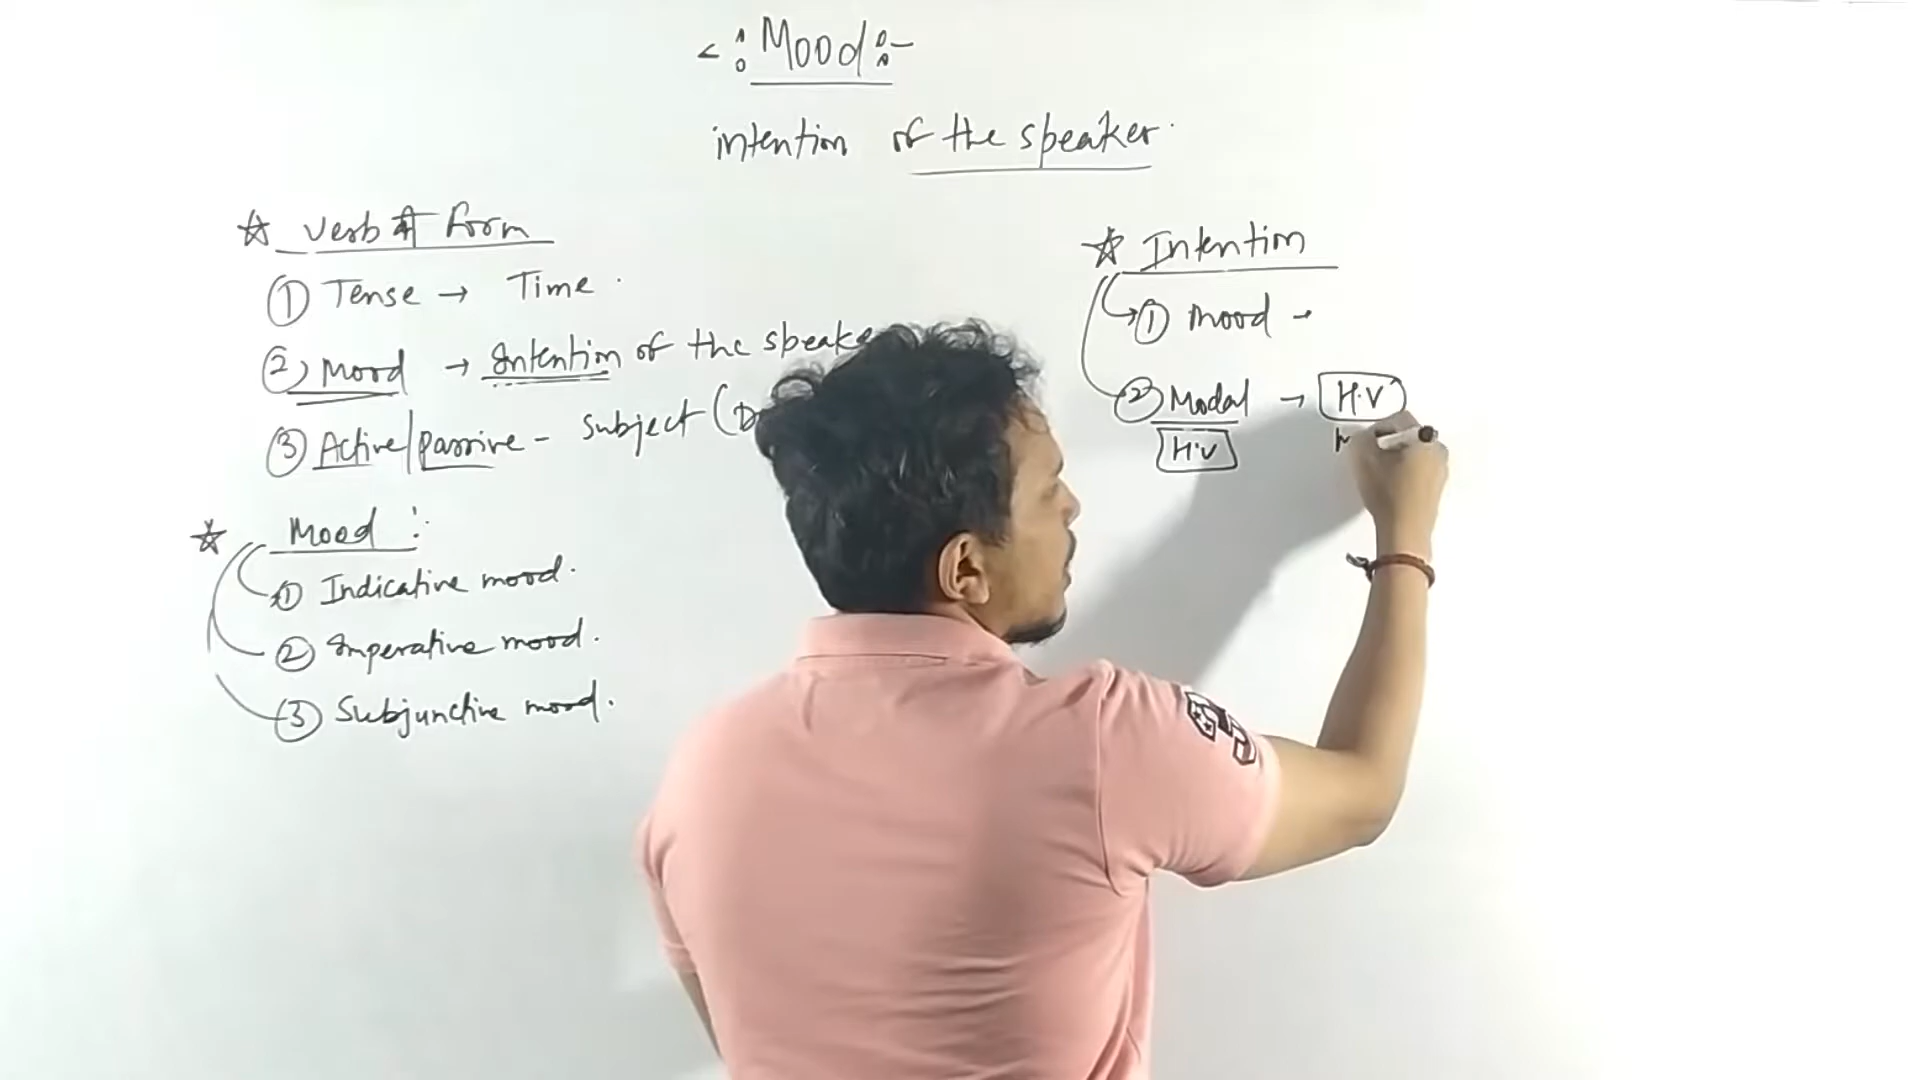 Mood
intention of the speaker.
Verb का form
① Tense → Time.
② Mood → Intention of the speake
③ Active/Passive - Subject (D
Mood :
① Indicative mood.
② Imperative mood.
③ Subjunctive mood.
Intention
① Mood →
② Modal → H.V
H.V